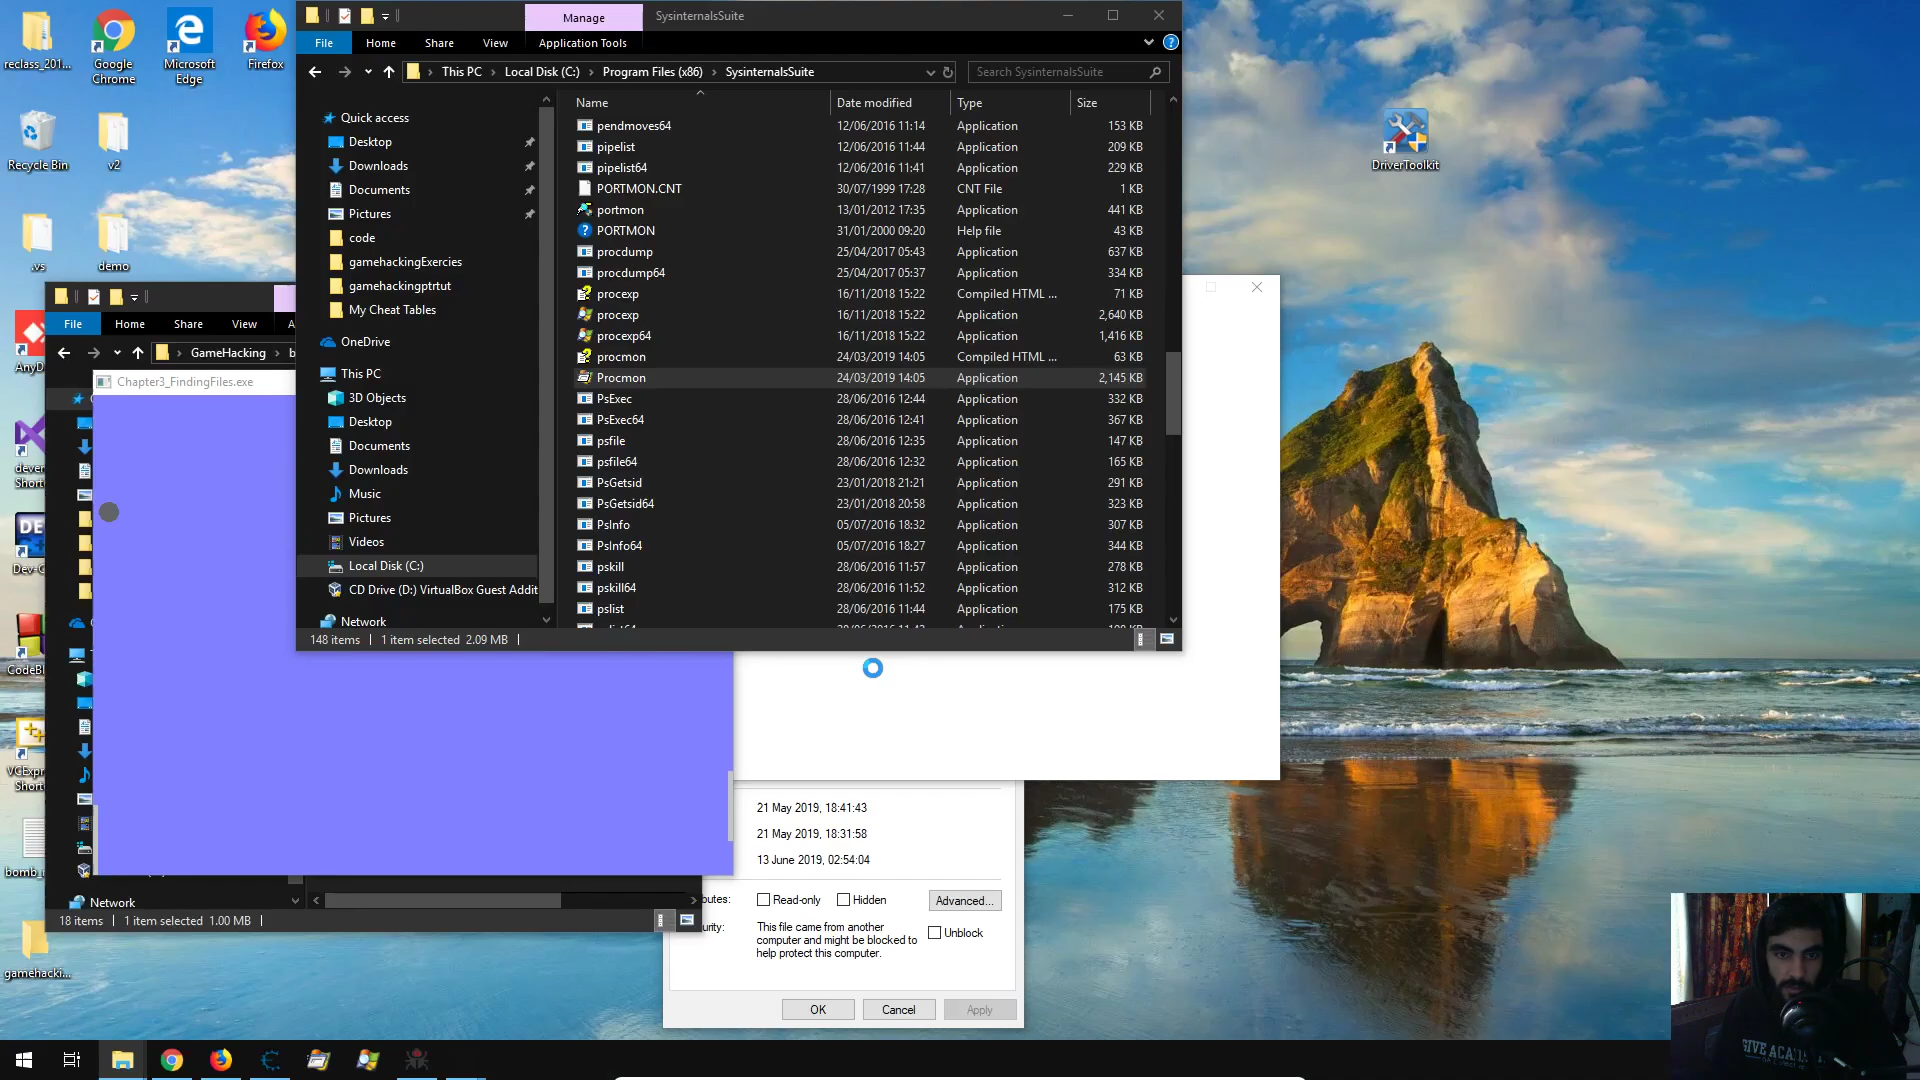 reclass_201...
Google
Chrome
Microsoft
Edge
Firefox
Recycle Bin
v2
.vs
demo
DriverToolkit
Manage
SysinternalsSuite
File
Home
Share
View
Application Tools
This PC
Local Disk (C:)
Program Files (x86)
SysinternalsSuite
Search SysinternalsSuite
Name
Date modified
Type
Size
Quick access
Desktop
Downloads
Documents
Pictures
code
gamehackingExercies
gamehackingptrtut
My Cheat Tables
OneDrive
This PC
3D Objects
Desktop
Documents
Downloads
Music
Pictures
Videos
Local Disk (C:)
CD Drive (D:) VirtualBox Guest Addit
Network
pendmoves64 12/06/2016 11:14 Application 153 KB
pipelist 12/06/2016 11:44 Application 209 KB
pipelist64 12/06/2016 11:41 Application 229 KB
PORTMON.CNT 30/07/1999 17:28 CNT File 1 KB
portmon 13/01/2012 17:35 Application 441 KB
PORTMON 31/01/2000 09:20 Help file 43 KB
procdump 25/04/2017 05:43 Application 637 KB
procdump64 25/04/2017 05:37 Application 334 KB
procexp 16/11/2018 15:22 Compiled HTML ... 71 KB
procexp 16/11/2018 15:22 Application 2,640 KB
procexp64 16/11/2018 15:22 Application 1,416 KB
procmon 24/03/2019 14:05 Compiled HTML ... 63 KB
Procmon 24/03/2019 14:05 Application 2,145 KB
PsExec 28/06/2016 12:44 Application 332 KB
PsExec64 28/06/2016 12:41 Application 367 KB
psfile 28/06/2016 12:35 Application 147 KB
psfile64 28/06/2016 12:32 Application 165 KB
PsGetsid 23/01/2018 21:21 Application 291 KB
PsGetsid64 23/01/2018 20:58 Application 323 KB
PsInfo 05/07/2016 18:32 Application 307 KB
PsInfo64 05/07/2016 18:27 Application 344 KB
pskill 28/06/2016 11:57 Application 278 KB
pskill64 28/06/2016 11:52 Application 312 KB
pslist 28/06/2016 11:44 Application 175 KB
148 items
1 item selected 2.09 MB
File
Home
Share
View
A
GameHacking
b
Chapter3_FindingFiles.exe
AnyD
dever
Short
DE
Dev-C
CodeBl
VCExpr
Short
bomb_
gamehacki...
Network
18 items
1 item selected 1.00 MB
21 May 2019, 18:41:43
21 May 2019, 18:31:58
13 June 2019, 02:54:04
butes:
Read-only
Hidden
Advanced...
urity:
This file came from another
computer and might be blocked to
help protect this computer.
Unblock
OK
Cancel
Apply